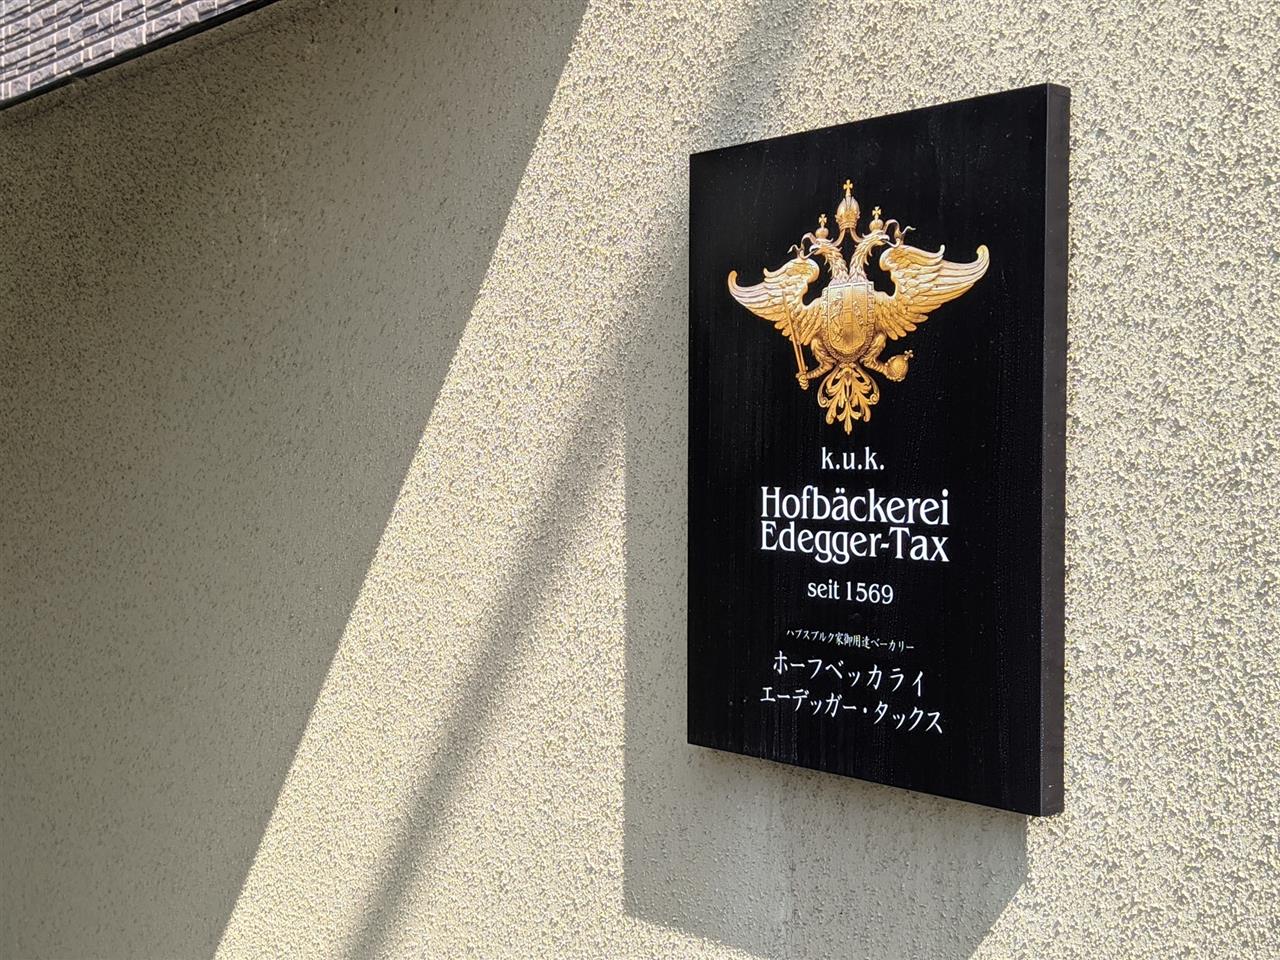 k.u.k.
Hofbäckerei
Edegger-Tax
seit 1569
ハプスブルク家御用達ベーカリー
ホーフベッカライ
エーデッガー・タックス